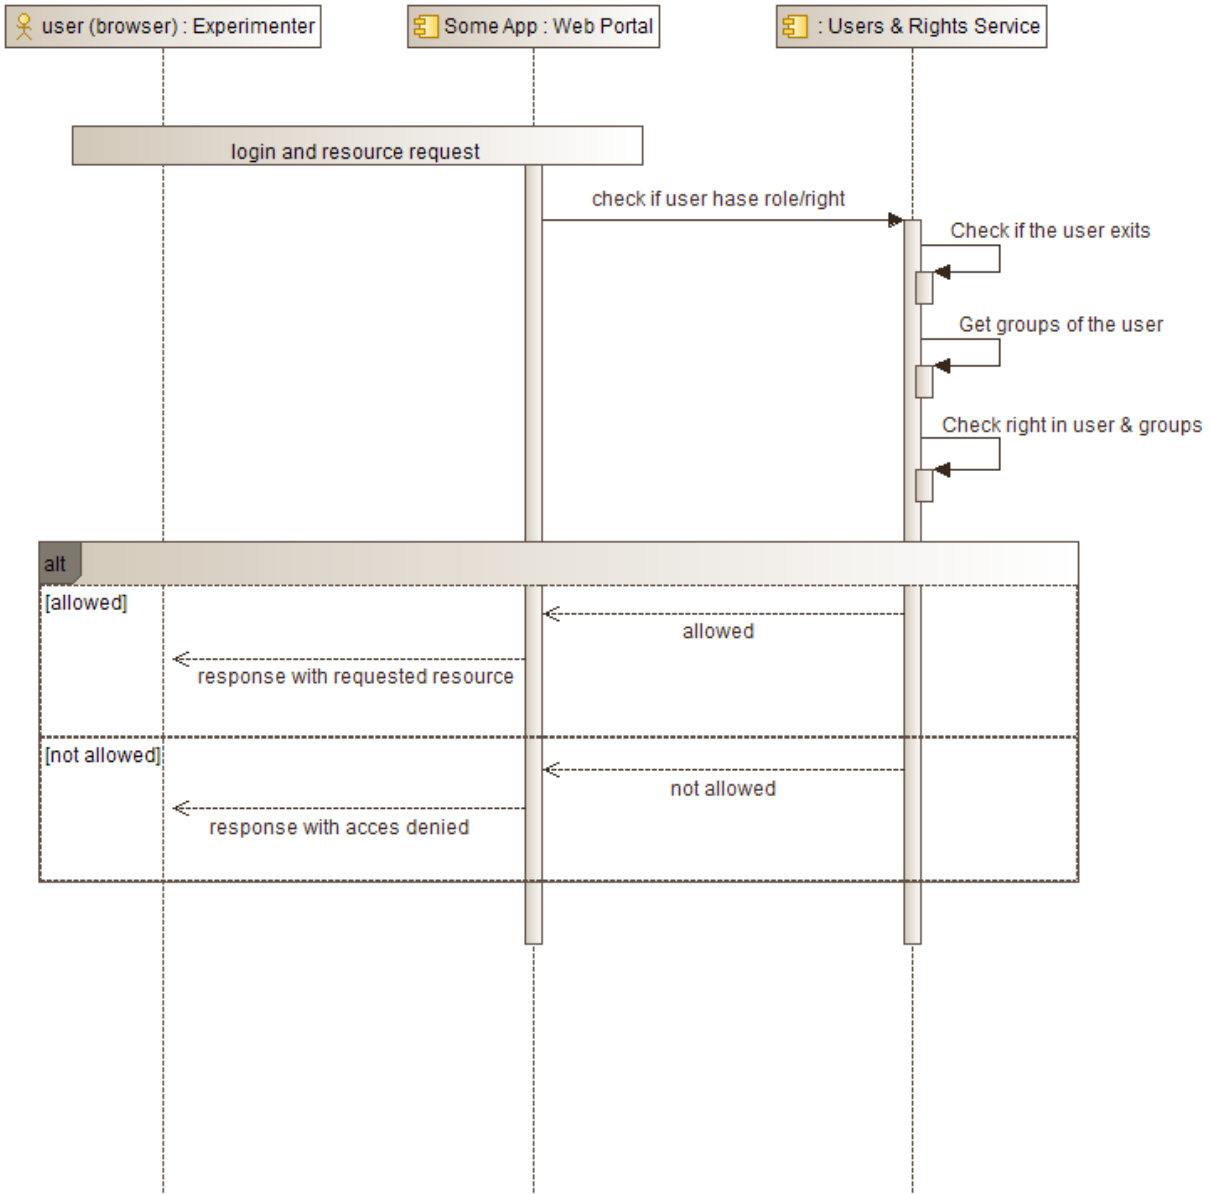 user (browser) : Experimenter
Some App : Web Portal
: Users & Rights Service
login and resource request
check if user hase role/right
Check if the user exits
Get groups of the user
Check right in user & groups
alt
[allowed]
allowed
response with requested resource
[not allowed]
not allowed
response with acces denied